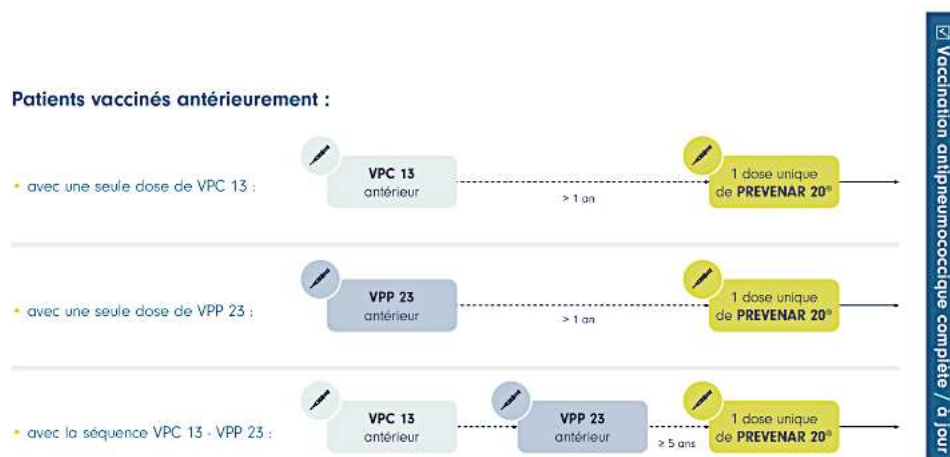 Patients vaccinés antérieurement :
• avec une seule dose de VPC 13 :
VPC 13
antérieur
> 1 an
1 dose unique
de PREVENAR 20®
• avec une seule dose de VPP 23 :
VPP 23
antérieur
> 1 an
1 dose unique
de PREVENAR 20®
• avec la séquence VPC 13 - VPP 23 :
VPC 13
antérieur
VPP 23
antérieur
≥ 5 ans
1 dose unique
de PREVENAR 20®
Vaccination antipneumococcique complète / à jour